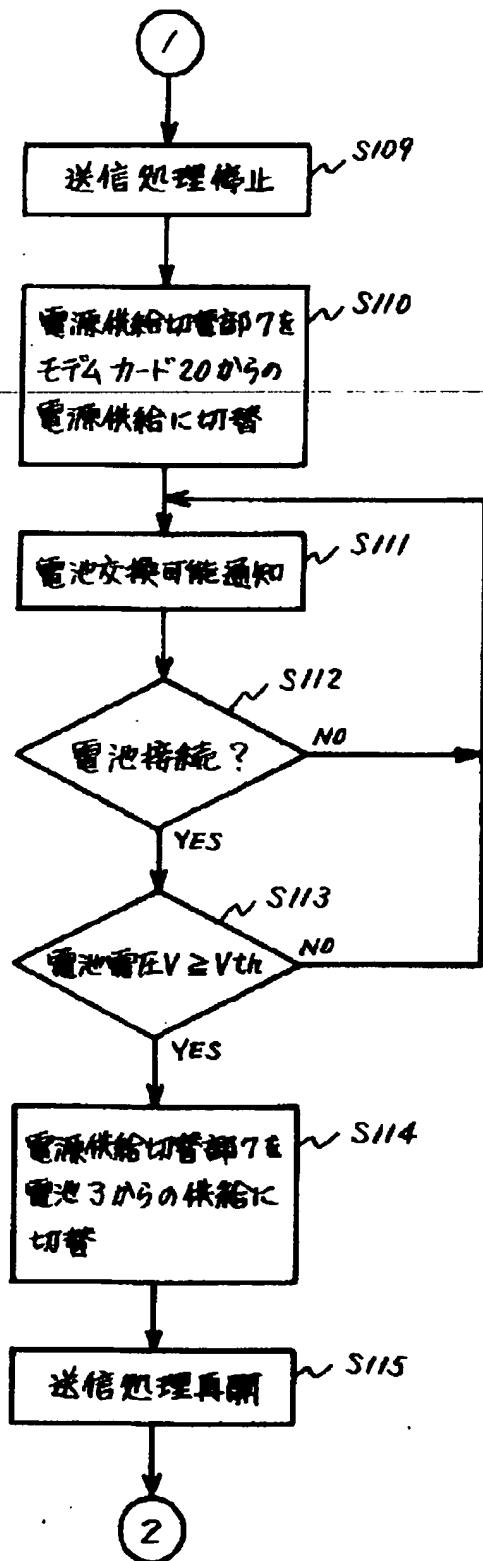 1
送信処理停止
S109
電源供給切替部7を
モデムカード20からの
電源供給に切替
S110
電池交換可能通知
S111
電池接続?
S112
NO
YES
電池電圧V≧Vth
S113
NO
YES
電源供給切替部7を
電池3からの供給に
切替
S114
送信処理再開
S115
2